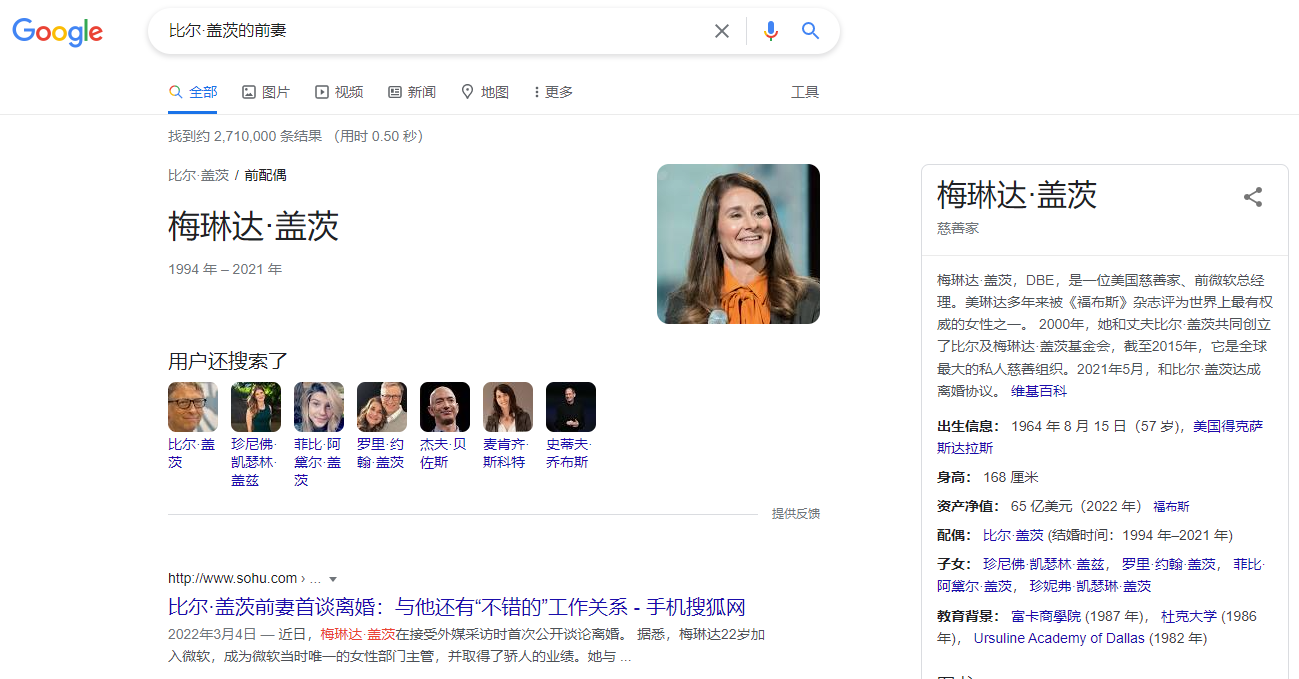 Google
比尔·盖茨的前妻
全部 图片 视频 新闻 地图 更多 工具
找到约 2,710,000 条结果 （用时 0.50 秒）
比尔·盖茨 / 前配偶
梅琳达·盖茨
1994 年 – 2021 年
用户还搜索了
比尔·盖茨
珍尼佛·凯瑟林·盖兹
菲比·阿黛尔·盖茨
罗里·约翰·盖茨
杰夫·贝佐斯
麦肯齐·斯科特
史蒂夫·乔布斯
提供反馈
http://www.sohu.com › ...
比尔·盖茨前妻首谈离婚：与他还有“不错的”工作关系 - 手机搜狐网
2022年3月4日 — 近日，梅琳达·盖茨在接受外媒采访时首次公开谈论离婚。 据悉，梅琳达22岁加
入微软，成为微软当时唯一的女性部门主管，并取得了骄人的业绩。她与 ...
梅琳达·盖茨
慈善家
梅琳达·盖茨，DBE，是一位美国慈善家、前微软总经
理。美琳达多年来被《福布斯》杂志评为世界上最有权
威的女性之一。 2000年，她和丈夫比尔·盖茨共同创立
了比尔及梅琳达·盖茨基金会，截至2015年，它是全球
最大的私人慈善组织。2021年5月，和比尔·盖茨达成
离婚协议。 维基百科
出生信息： 1964 年 8 月 15 日（57 岁），美国得克萨
斯达拉斯
身高： 168 厘米
资产净值： 65 亿美元（2022 年） 福布斯
配偶： 比尔·盖茨 (结婚时间：1994 年–2021 年)
子女： 珍尼佛·凯瑟林·盖兹， 罗里·约翰·盖茨， 菲比·
阿黛尔·盖茨， 珍妮弗·凯瑟琳·盖茨
教育背景： 富卡商學院 (1987 年)， 杜克大学 (1986
年)， Ursuline Academy of Dallas (1982 年)